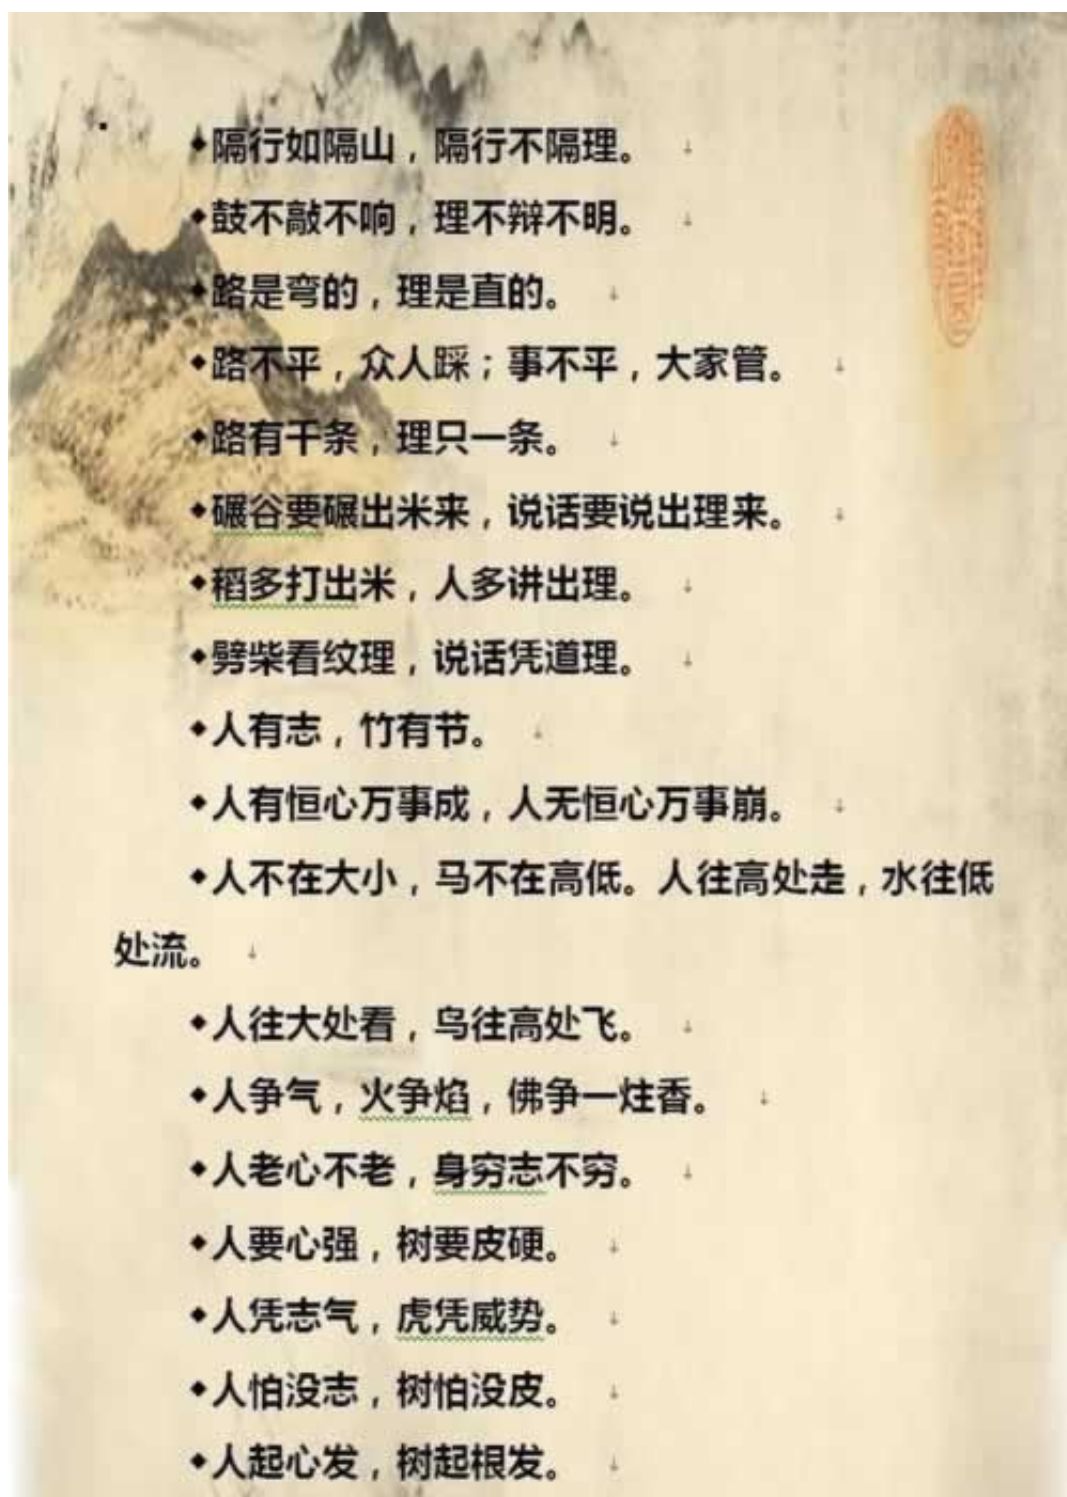 ◆隔行如隔山，隔行不隔理。↓
◆鼓不敲不响，理不辩不明。↓
◆路是弯的，理是直的。↓
◆路不平，众人踩；事不平，大家管。↓
◆路有千条，理只一条。↓
◆碾谷要碾出米来，说话要说出理来。↓
◆稻多打出米，人多讲出理。↓
◆劈柴看纹理，说话凭道理。↓
◆人有志，竹有节。↓
◆人有恒心万事成，人无恒心万事崩。↓
◆人不在大小，马不在高低。人往高处走，水往低
处流。↓
◆人往大处看，鸟往高处飞。↓
◆人争气，火争焰，佛争一炷香。↓
◆人老心不老，身穷志不穷。↓
◆人要心强，树要皮硬。↓
◆人凭志气，虎凭威势。↓
◆人怕没志，树怕没皮。↓
◆人起心发，树起根发。↓